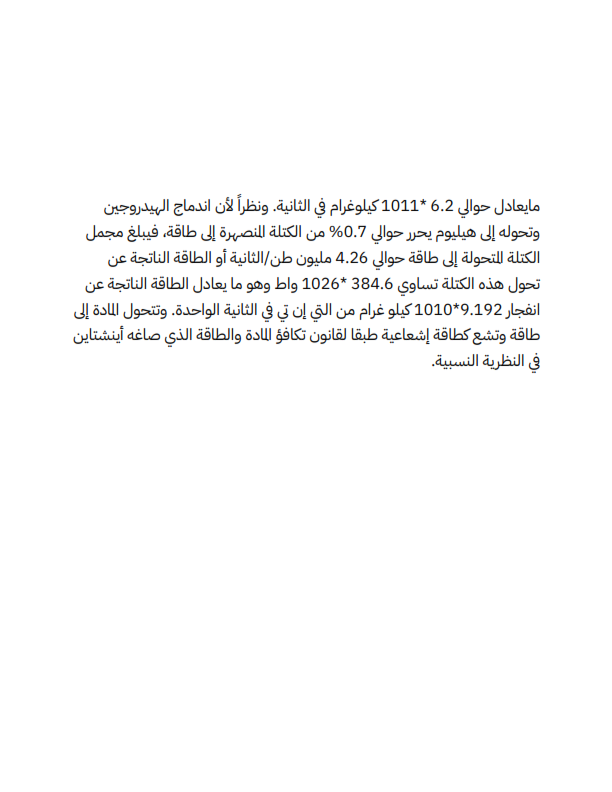 مايعادل حوالي 6.2 *1011 كيلوغرام في الثانية. ونظراً لأن اندماج الهيدروجين
وتحوله إلى هيليوم يحرر حوالي 0.7% من الكتلة المنصهرة إلى طاقة، فيبلغ مجمل
الكتلة المتحولة إلى طاقة حوالي 4.26 مليون طن/الثانية أو الطاقة الناتجة عن
تحول هذه الكتلة تساوي 384.6 *1026 واط وهو ما يعادل الطاقة الناتجة عن
انفجار 9.192*1010 كيلو غرام من التي إن تي في الثانية الواحدة. وتتحول المادة إلى
طاقة وتشع كطاقة إشعاعية طبقا لقانون تكافؤ المادة والطاقة الذي صاغه أينشتاين
في النظرية النسبية.